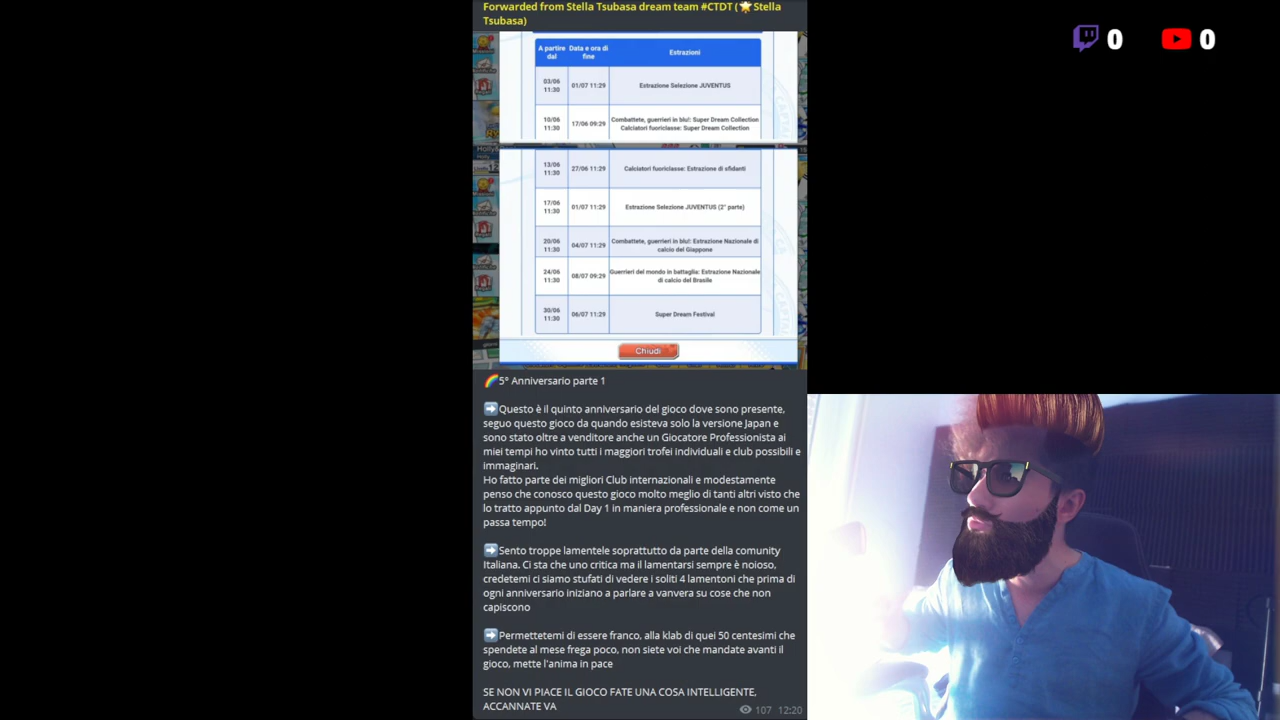 Forwarded from Stella Tsubasa dream team #CTDT (🌟Stella
Tsubasa)
0
0
A partire dal
Data e ora di fine
Estrazioni
03/06 11:30
01/07 11:29
Estrazione Selezione JUVENTUS
10/06 11:30
17/06 09:29
Combattete, guerrieri in blu!: Super Dream Collection
Calciatori fuoriclasse: Super Dream Collection
13/06 11:30
27/06 11:29
Calciatori fuoriclasse: Estrazione di sfidanti
17/06 11:30
01/07 11:29
Estrazione Selezione JUVENTUS (2° parte)
20/06 11:30
04/07 11:29
Combattete, guerrieri in blu!: Estrazione Nazionale di
calcio del Giappone
24/06 11:30
08/07 09:29
Guerrieri del mondo in battaglia: Estrazione Nazionale
di calcio del Brasile
30/06 11:30
06/07 11:29
Super Dream Festival
Chiudi
🌈5° Anniversario parte 1
➡️Questo è il quinto anniversario del gioco dove sono presente,
seguo questo gioco da quando esisteva solo la versione Japan e
sono stato oltre a venditore anche un Giocatore Professionista ai
miei tempi ho vinto tutti i maggiori trofei individuali e club possibili e
immaginari.
Ho fatto parte dei migliori Club internazionali e modestamente
penso che conosco questo gioco molto meglio di tanti altri visto che
lo tratto appunto dal Day 1 in maniera professionale e non come un
passa tempo!
➡️Sento troppe lamentele soprattutto da parte della comunity
Italiana. Ci sta che uno critica ma il lamentarsi sempre è noioso,
credetemi ci siamo stufati di vedere i soliti 4 lamentoni che prima di
ogni anniversario iniziano a parlare a vanvera su cose che non
capiscono
➡️Permettetemi di essere franco, alla klab di quei 50 centesimi che
spendete al mese frega poco, non siete voi che mandate avanti il
gioco, mette l'anima in pace
SE NON VI PIACE IL GIOCO FATE UNA COSA INTELLIGENTE,
ACCANNATE VA
107 12:20